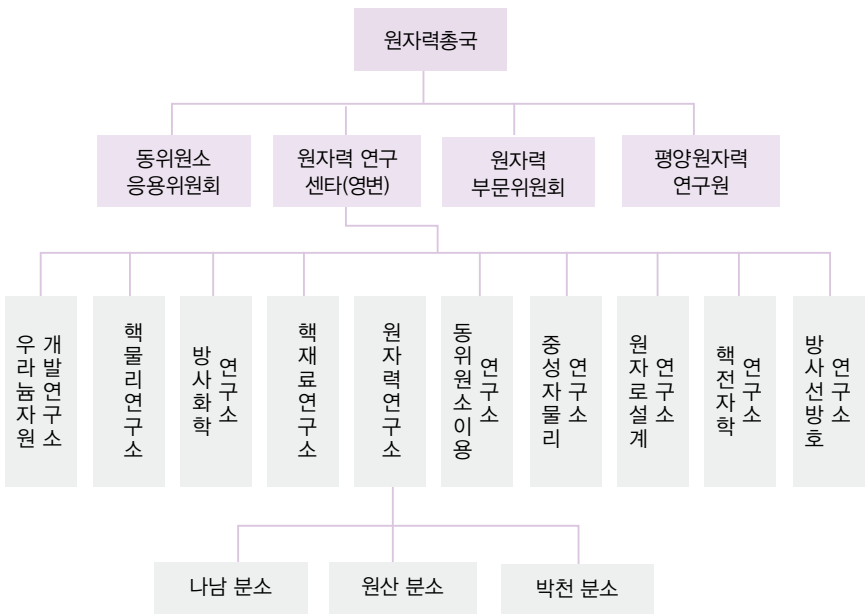 원자력총국
동위원소
응용위원회
원자력 연구
센타(영변)
원자력
부문위원회
평양원자력
연구원
우라늄자원
개발연구소
핵물리연구소
방사화학
연구소
핵재료연구소
원자력연구소
동위원소이용
연구소
중성자물리
연구소
원자로설계
연구소
핵전자학
연구소
방사선방호
연구소
나남 분소
원산 분소
박천 분소